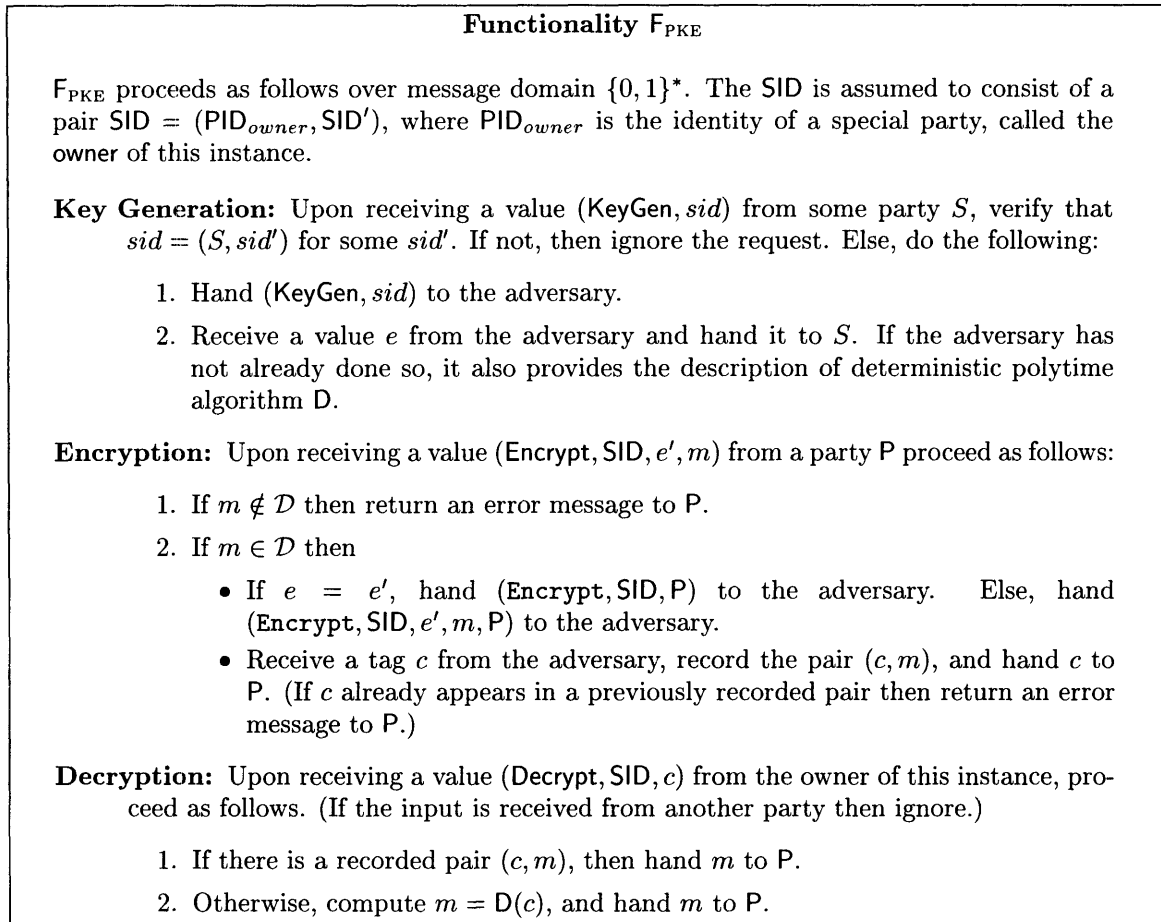 Functionality F_PKE
F_PKE proceeds as follows over message domain {0, 1}*. The SID is assumed to consist of a
pair SID = (PID_owner, SID′), where PID_owner is the identity of a special party, called the
owner of this instance.
Key Generation: Upon receiving a value (KeyGen, sid) from some party S, verify that
sid = (S, sid′) for some sid′. If not, then ignore the request. Else, do the following:
1. Hand (KeyGen, sid) to the adversary.
2. Receive a value e from the adversary and hand it to S. If the adversary has
not already done so, it also provides the description of deterministic polytime
algorithm D.
Encryption: Upon receiving a value (Encrypt, SID, e′, m) from a party P proceed as follows:
1. If m ∉ 𝒟 then return an error message to P.
2. If m ∈ 𝒟 then
• If e = e′, hand (Encrypt, SID, P) to the adversary. Else, hand
(Encrypt, SID, e′, m, P) to the adversary.
• Receive a tag c from the adversary, record the pair (c, m), and hand c to
P. (If c already appears in a previously recorded pair then return an error
message to P.)
Decryption: Upon receiving a value (Decrypt, SID, c) from the owner of this instance, pro-
ceed as follows. (If the input is received from another party then ignore.)
1. If there is a recorded pair (c, m), then hand m to P.
2. Otherwise, compute m = D(c), and hand m to P.